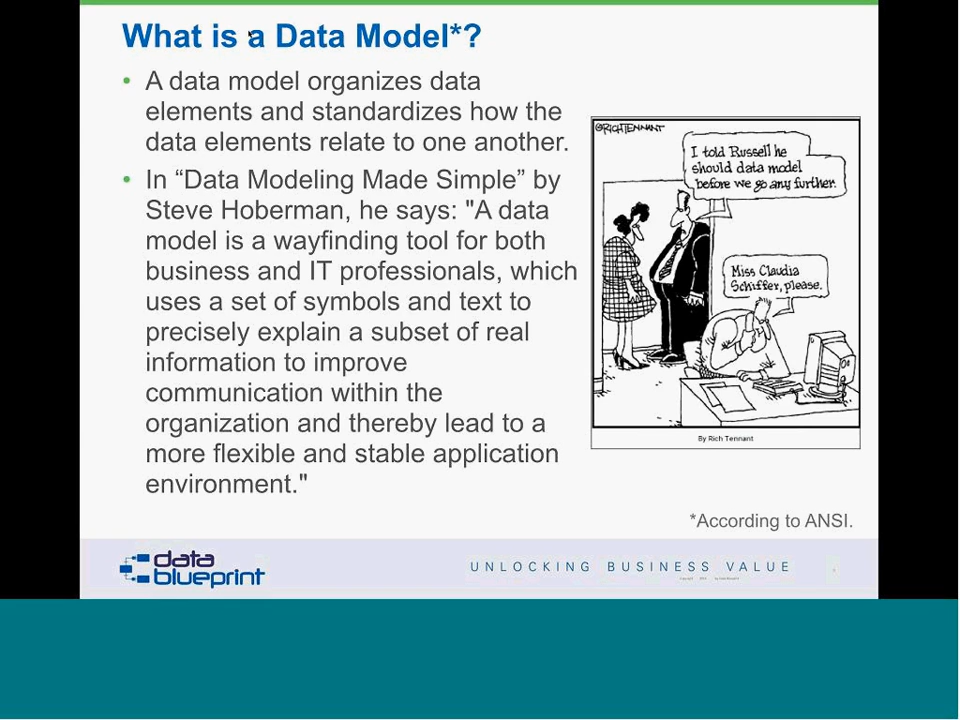 What is a Data Model*?
• A data model organizes data
elements and standardizes how the
data elements relate to one another.
• In “Data Modeling Made Simple” by
Steve Hoberman, he says: "A data
model is a wayfinding tool for both
business and IT professionals, which
uses a set of symbols and text to
precisely explain a subset of real
information to improve
communication within the
organization and thereby lead to a
more flexible and stable application
environment."
@RICHTENNANT
I told Russell he
should data model
before we go any further.
Miss Claudia
Schiffer, please.
By Rich Tennant
*According to ANSI.
data
blueprint
UNLOCKING BUSINESS VALUE